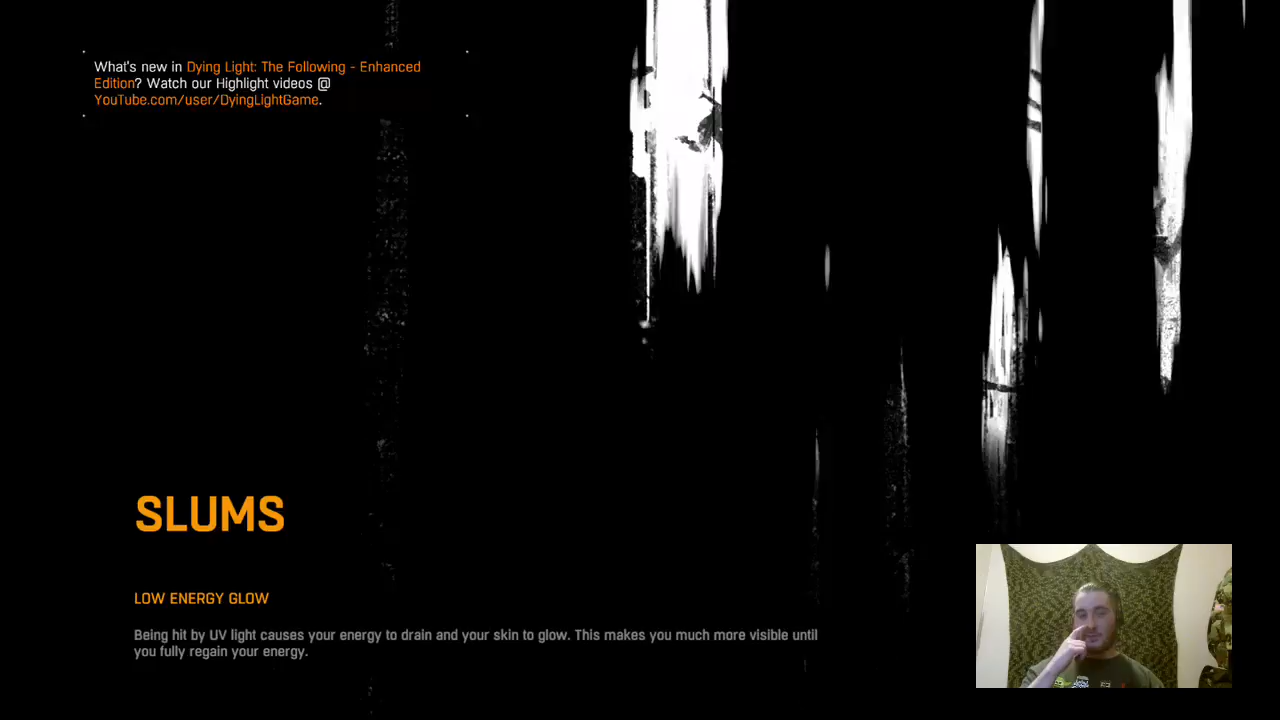 What's new in Dying Light: The Following - Enhanced
Edition? Watch our Highlight videos @
YouTube.com/user/DyingLightGame.
SLUMS
LOW ENERGY GLOW
Being hit by UV light causes your energy to drain and your skin to glow. This makes you much more visible until
you fully regain your energy.